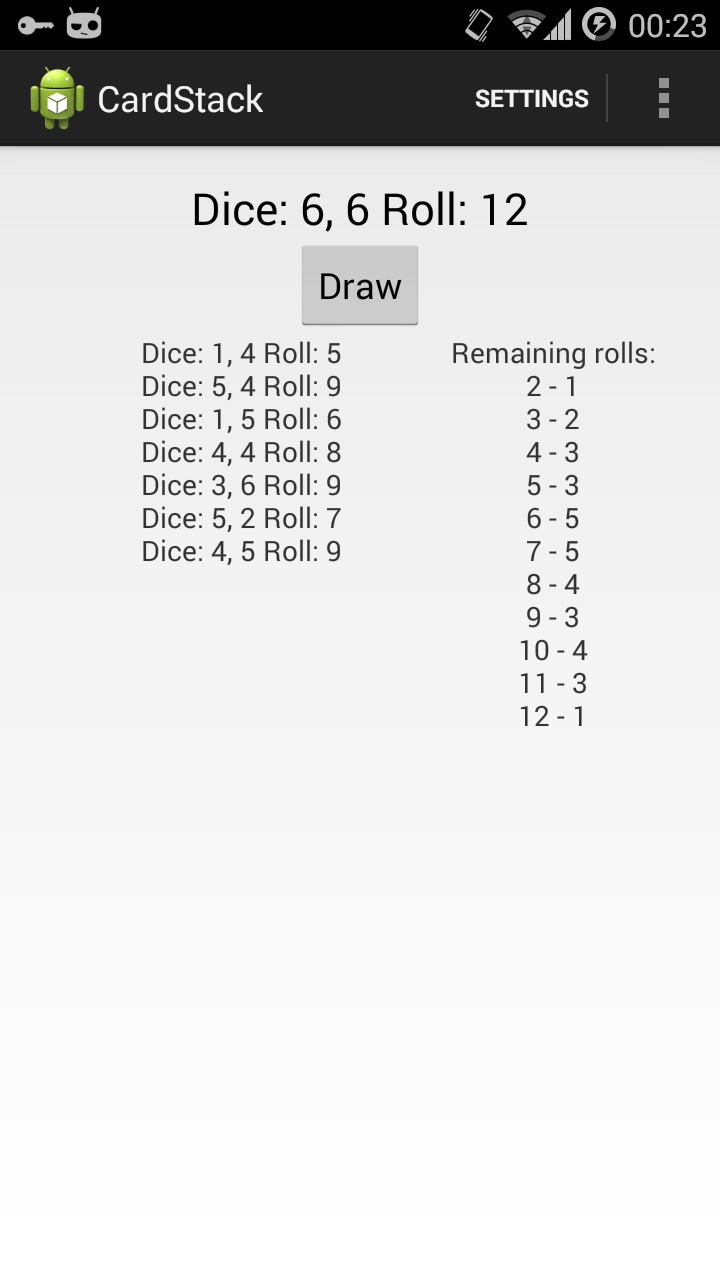 00:23
CardStack SETTINGS
Dice: 6, 6 Roll: 12
Draw
Dice: 1, 4 Roll: 5
Dice: 5, 4 Roll: 9
Dice: 1, 5 Roll: 6
Dice: 4, 4 Roll: 8
Dice: 3, 6 Roll: 9
Dice: 5, 2 Roll: 7
Dice: 4, 5 Roll: 9
Remaining rolls:
2 - 1
3 - 2
4 - 3
5 - 3
6 - 5
7 - 5
8 - 4
9 - 3
10 - 4
11 - 3
12 - 1